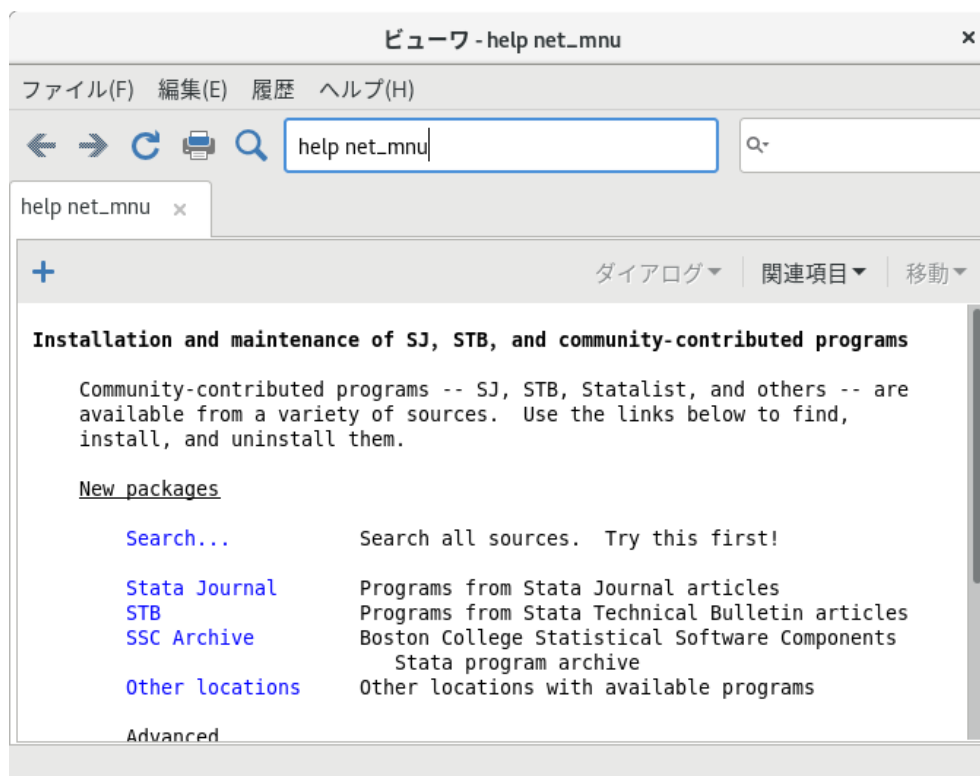 ビューワ - help net_mnu
ファイル(F) 編集(E) 履歴 ヘルプ(H)
help net_mnu
help net_mnu
ダイアログ 関連項目 移動
Installation and maintenance of SJ, STB, and community-contributed programs
Community-contributed programs -- SJ, STB, Statalist, and others -- are
available from a variety of sources. Use the links below to find,
install, and uninstall them.
New packages
Search... Search all sources. Try this first!
Stata Journal Programs from Stata Journal articles
STB Programs from Stata Technical Bulletin articles
SSC Archive Boston College Statistical Software Components
Stata program archive
Other locations Other locations with available programs
Advanced